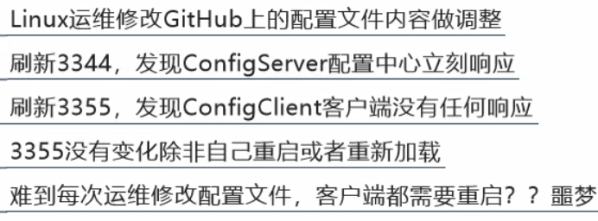 Linux运维修改GitHub上的配置文件内容做调整
刷新3344，发现ConfigServer配置中心立刻响应
刷新3355，发现ConfigClient客户端没有任何响应
3355没有变化除非自己重启或者重新加载
难到每次运维修改配置文件，客户端都需要重启？？噩梦